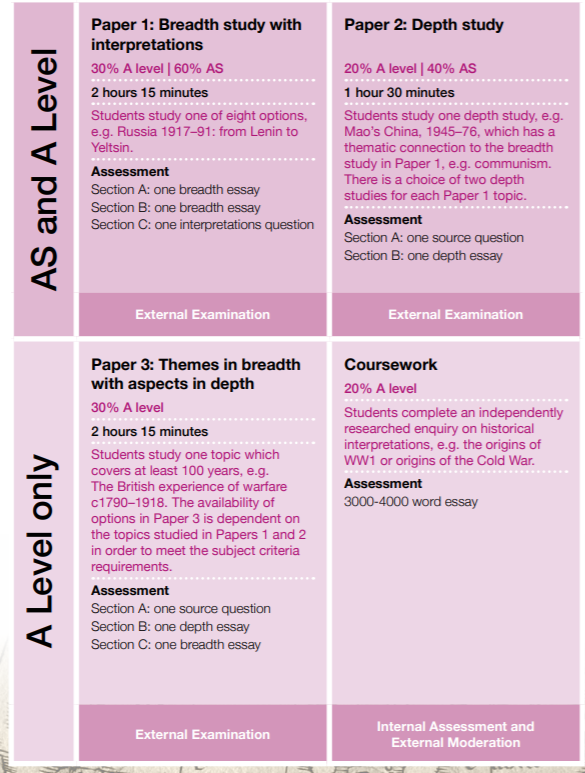 AS and A Level
Paper 1: Breadth study with
interpretations
30% A level | 60% AS
2 hours 15 minutes
Students study one of eight options,
e.g. Russia 1917–91: from Lenin to
Yeltsin.
Assessment
Section A: one breadth essay
Section B: one breadth essay
Section C: one interpretations question
External Examination
Paper 2: Depth study
20% A level | 40% AS
1 hour 30 minutes
Students study one depth study, e.g.
Mao's China, 1945–76, which has a
thematic connection to the breadth
study in Paper 1, e.g. communism.
There is a choice of two depth
studies for each Paper 1 topic.
Assessment
Section A: one source question
Section B: one depth essay
External Examination
A Level only
Paper 3: Themes in breadth
with aspects in depth
30% A level
2 hours 15 minutes
Students study one topic which
covers at least 100 years, e.g.
The British experience of warfare
c1790–1918. The availability of
options in Paper 3 is dependent on
the topics studied in Papers 1 and 2
in order to meet the subject criteria
requirements.
Assessment
Section A: one source question
Section B: one depth essay
Section C: one breadth essay
External Examination
Coursework
20% A level
Students complete an independently
researched enquiry on historical
interpretations, e.g. the origins of
WW1 or origins of the Cold War.
Assessment
3000-4000 word essay
Internal Assessment and
External Moderation